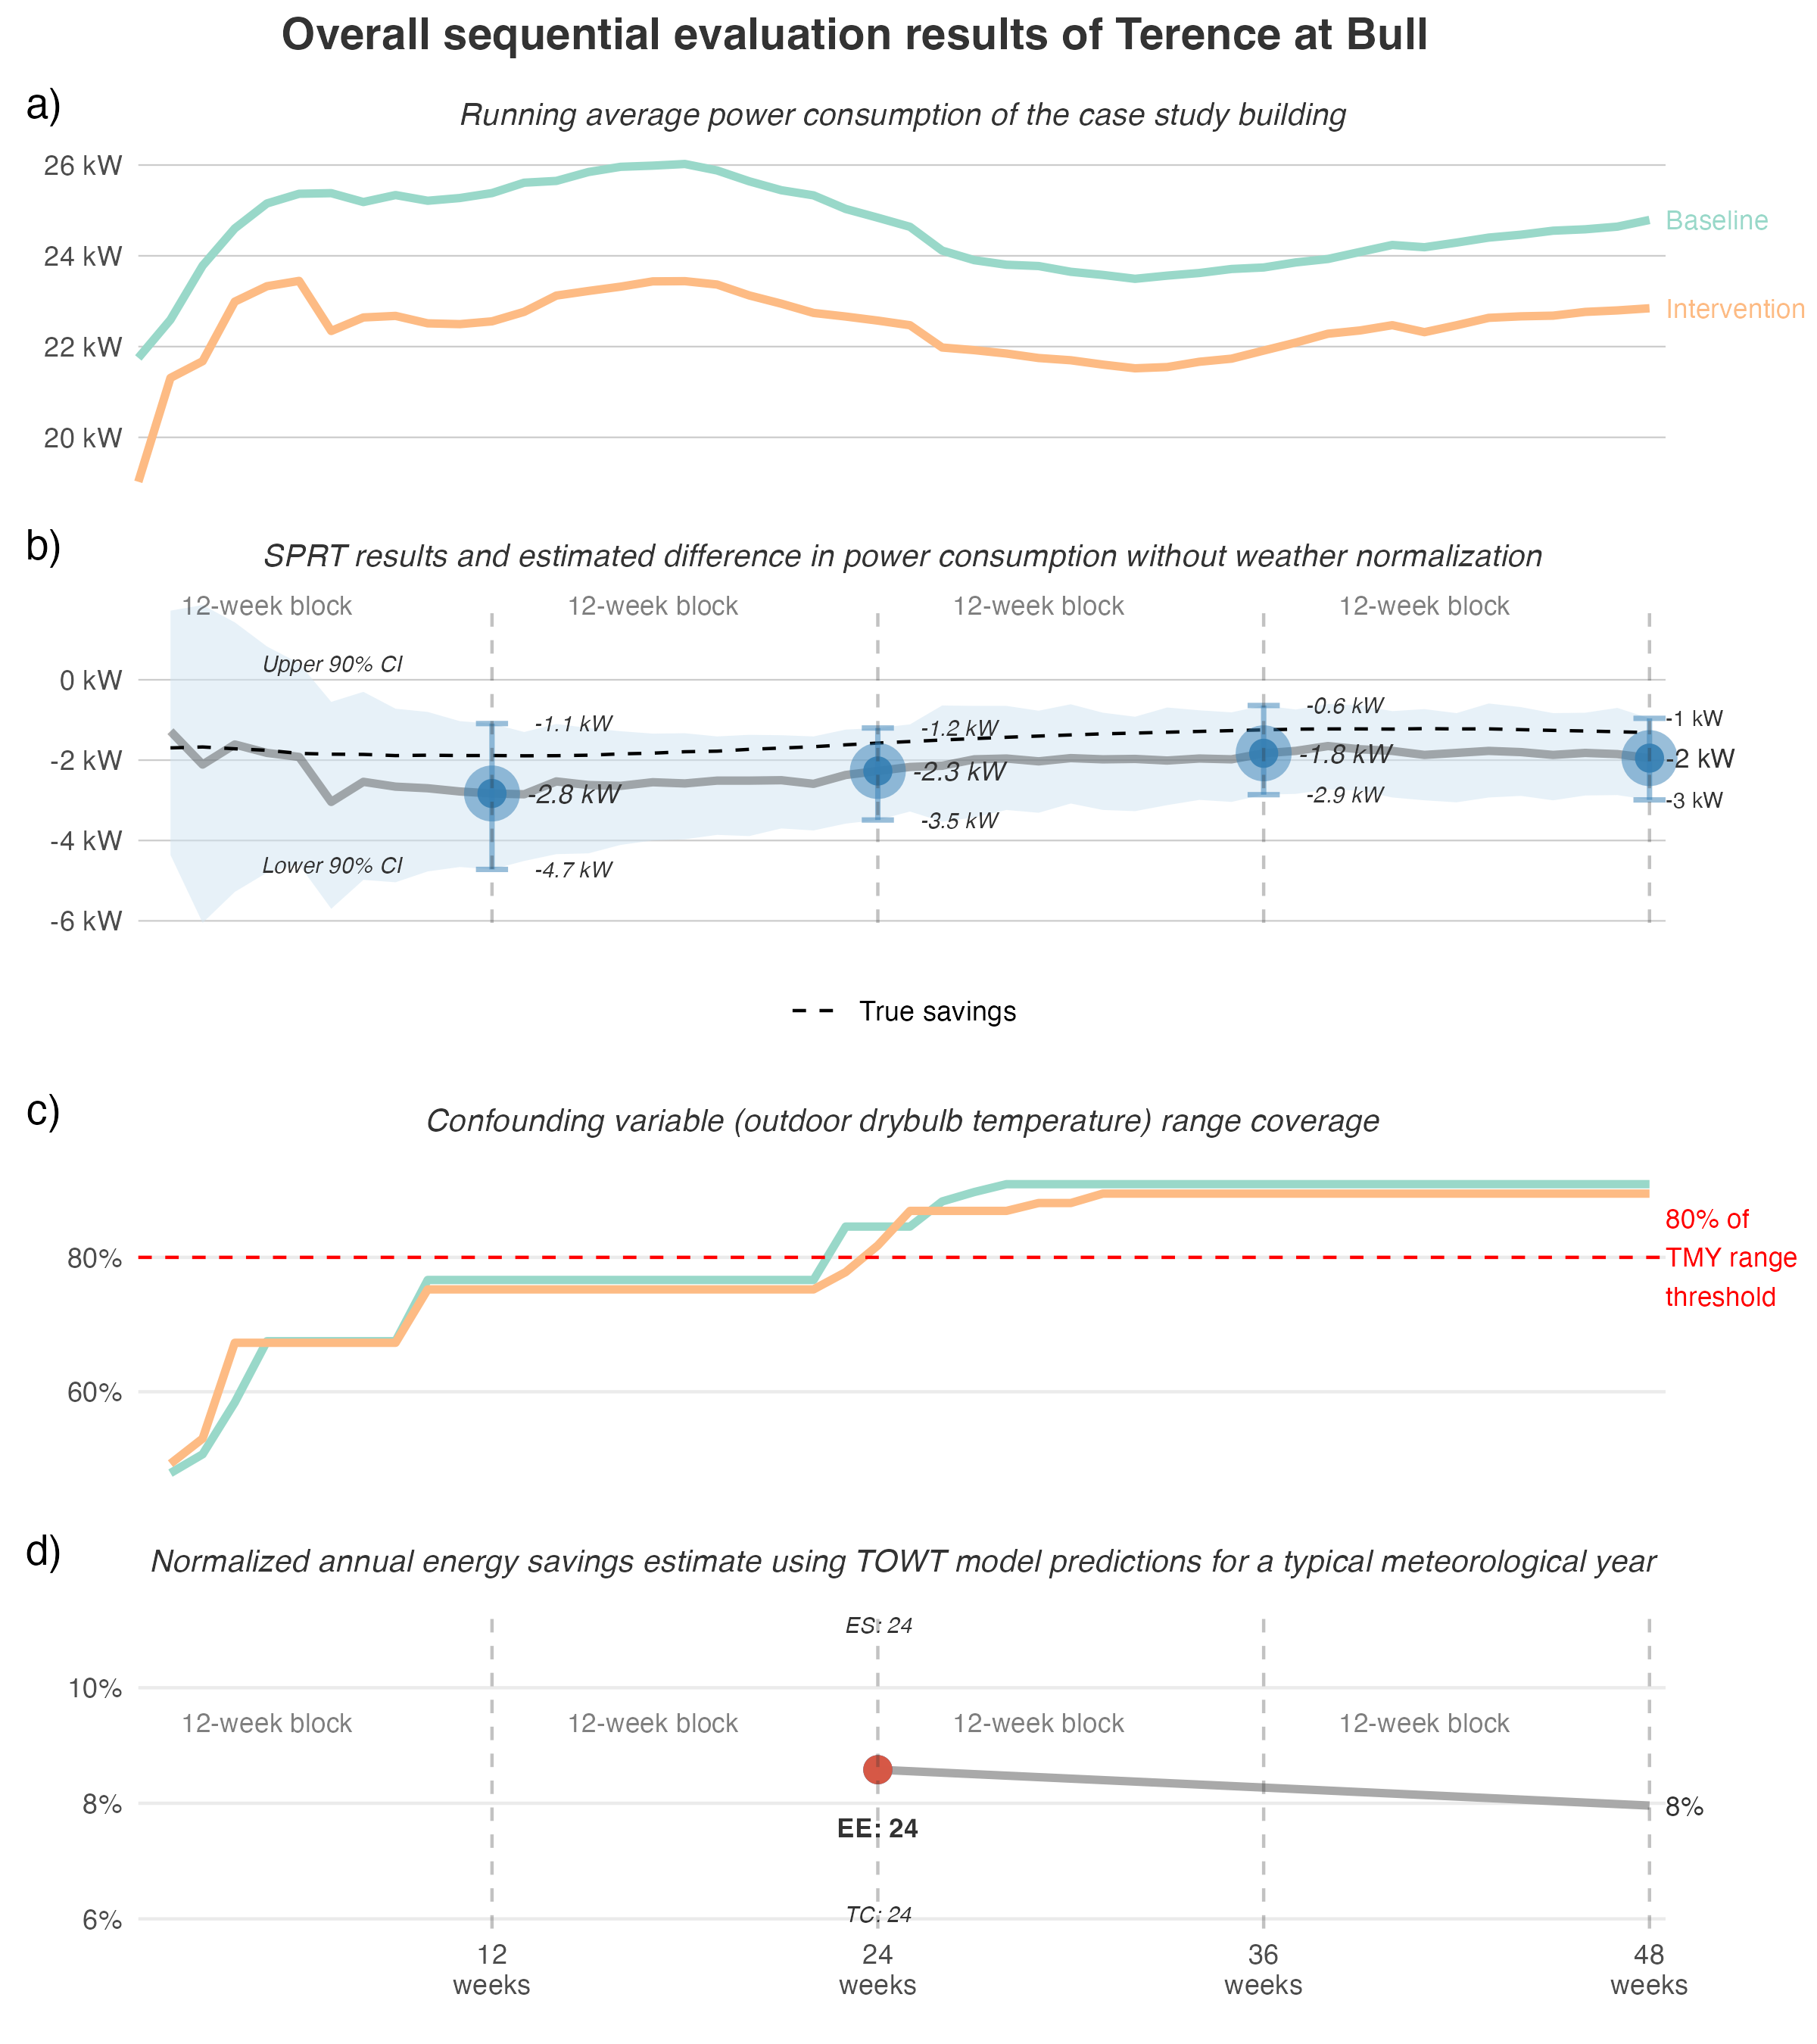 Overall sequential evaluation results of Terence at Bull
a)
Running average power consumption of the case study building
26 kW
24 kW
22 kW
20 kW
Baseline
Intervention
b)
SPRT results and estimated difference in power consumption without weather normalization
12-week block
12-week block
12-week block
12-week block
Upper 90% CI
Lower 90% CI
0 kW
-2 kW
-4 kW
-6 kW
-1.1 kW
-2.8 kW
-4.7 kW
-1.2 kW
-2.3 kW
-3.5 kW
-0.6 kW
-1.8 kW
-2.9 kW
-1 kW
-2 kW
-3 kW
True savings
c)
Confounding variable (outdoor drybulb temperature) range coverage
80%
60%
80% of
TMY range
threshold
d)
Normalized annual energy savings estimate using TOWT model predictions for a typical meteorological year
ES: 24
10%
12-week block
12-week block
12-week block
12-week block
8%
8%
EE: 24
6%
TC: 24
12
weeks
24
weeks
36
weeks
48
weeks